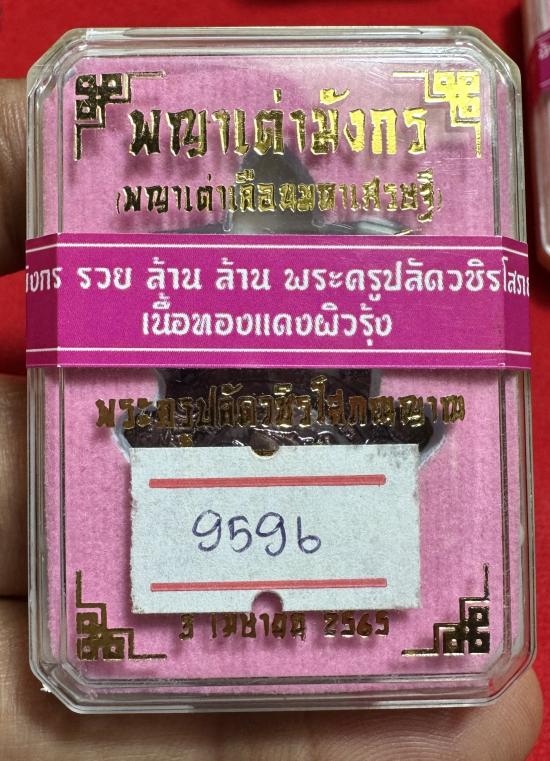 พญาเต่ามังกร
(พญาเต่าเดือนมหาเศรษฐี)
มังกร รวย ล้าน ล้าน พระครูปลัดวชิรโสภ
เนื้อทองแดงผิวรุ้ง
พระครูปลัดวชิรโสภณญาณ
9596
3 เมษายน 2565